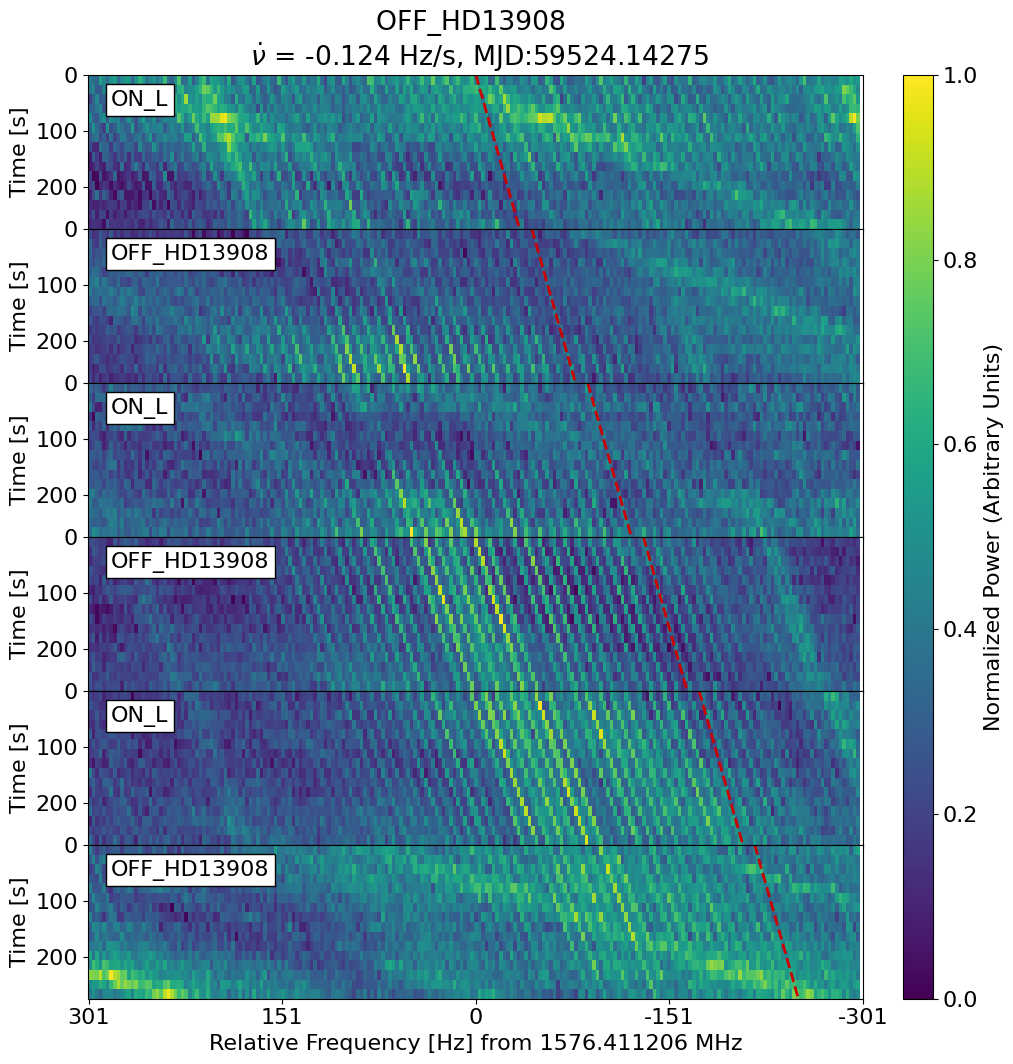 OFF_HD13908
ν̇ = -0.124 Hz/s, MJD:59524.14275
ON_L
OFF_HD13908
ON_L
OFF_HD13908
ON_L
OFF_HD13908
Time [s]
0
100
200
Time [s]
0
100
200
Time [s]
0
100
200
Time [s]
0
100
200
Time [s]
0
100
200
Time [s]
0
100
200
301
151
0
-151
-301
Relative Frequency [Hz] from 1576.411206 MHz
1.0
0.8
0.6
0.4
0.2
0.0
Normalized Power (Arbitrary Units)